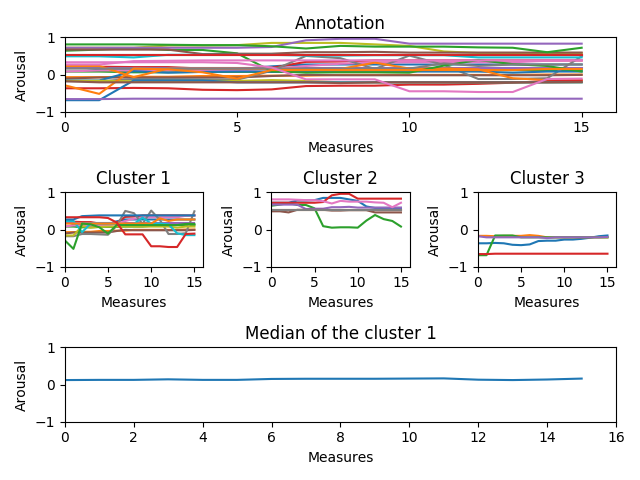 Annotation
Arousal
1
0
−1
0 5 10 15
Measures
Cluster 1 Cluster 2 Cluster 3
Arousal Arousal Arousal
1 1 1
0 0 0
−1 −1 −1
0 5 10 15 0 5 10 15 0 5 10 15
Measures Measures Measures
Median of the cluster 1
Arousal
1
0
−1
0 2 4 6 8 10 12 14 16
Measures